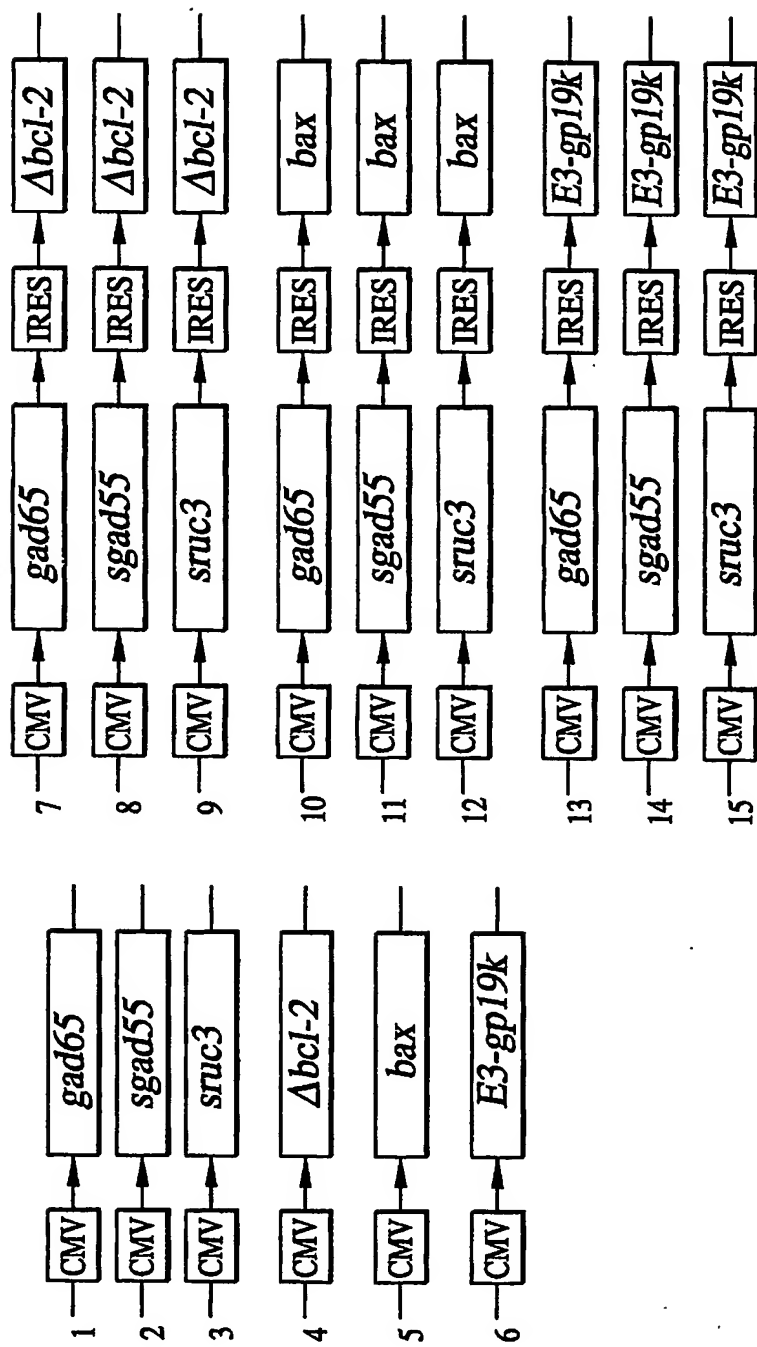 1 CMV gad65
2 CMV sgad55
3 CMV sruc3
4 CMV Δbcl-2
5 CMV bax
6 CMV E3-gp19k
7 CMV gad65 IRES Δbcl-2
8 CMV sgad55 IRES Δbcl-2
9 CMV sruc3 IRES Δbcl-2
10 CMV gad65 IRES bax
11 CMV sgad55 IRES bax
12 CMV sruc3 IRES bax
13 CMV gad65 IRES E3-gp19k
14 CMV sgad55 IRES E3-gp19k
15 CMV sruc3 IRES E3-gp19k